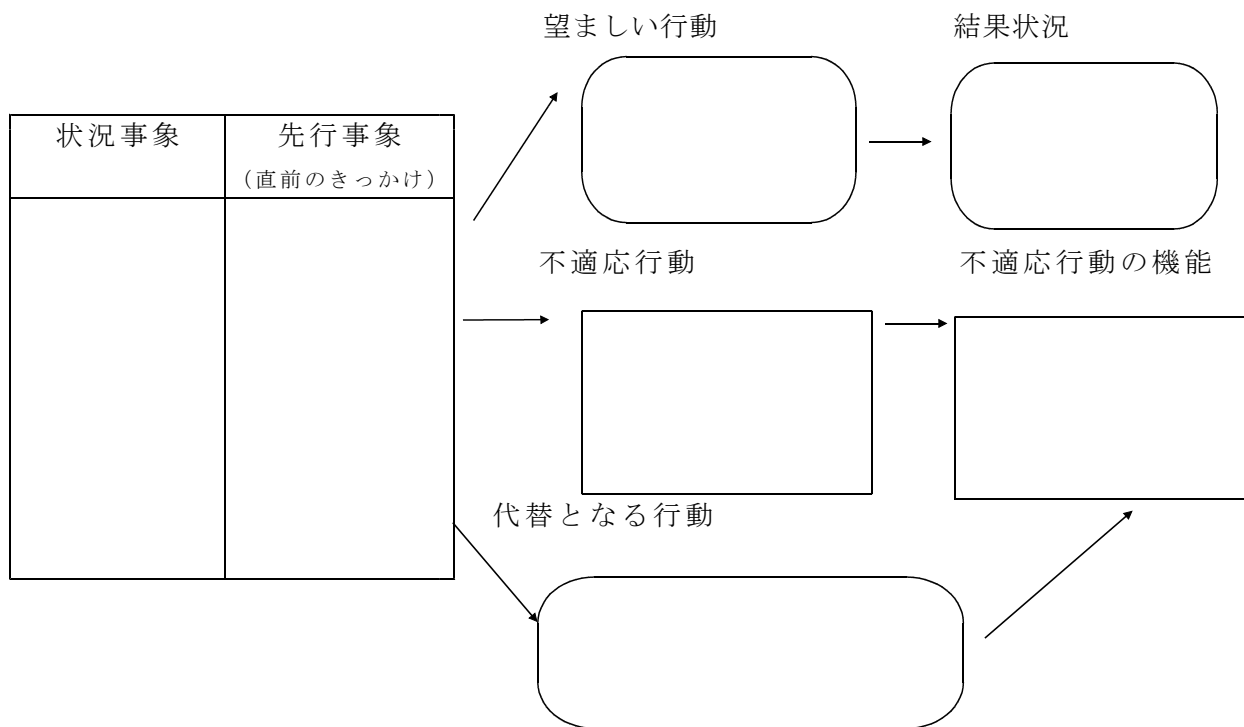 望ましい行動
結果状況
状況事象
先行事象
（直前のきっかけ）
不適応行動
不適応行動の機能
代替となる行動